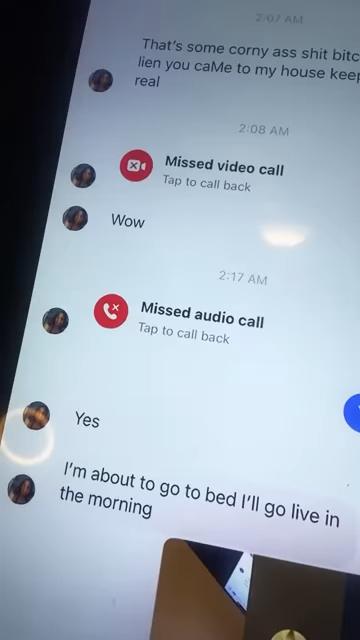 2:07 AM
That's some corny ass shit bitc
lien you caMe to my house keep
real
2:08 AM
Missed video call
Tap to call back
Wow
2:17 AM
Missed audio call
Tap to call back
Yes
I'm about to go to bed I'll go live in
the morning